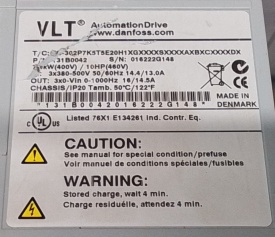 VLT® AutomationDrive
www.danfoss.com
T/C: FC-302P7K5T5E20H1XGXXXXSXXXXAXBXCXXXXDX
P/N: 131B0042 S/N: 016222G148
7.5kW(400V) / 10HP(460V)
IN: 3x380-500V 50/60Hz 14.4/13.0A
OUT: 3x0-Vin 0-1000Hz 16/14.5A
CHASSIS/IP20 Tamb. 50°C/122°F
*131B0042016222G148*
MADE IN DENMARK
Listed 76X1 E134261 Ind. Contr. Eq.
CAUTION:
See manual for special condition/prefuse
Voir manuel de conditions spéciales/fusibles
WARNING:
Stored charge, wait 4 min.
Charge residuélle, attendez 4 min.